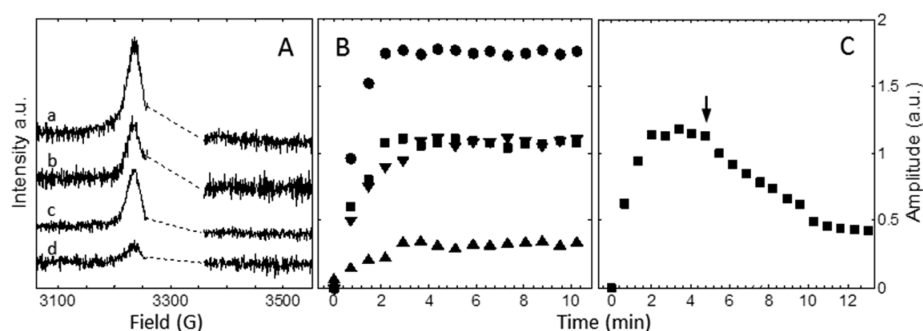 Intensity a.u.
A
a
b
c
d
3100 3300 3500
Field (G)
B
0 2 4 6 8 10
C
0 2 4 6 8 10 12
Time (min)
2
1.5
1
0.5
0
Amplitude (a.u.)